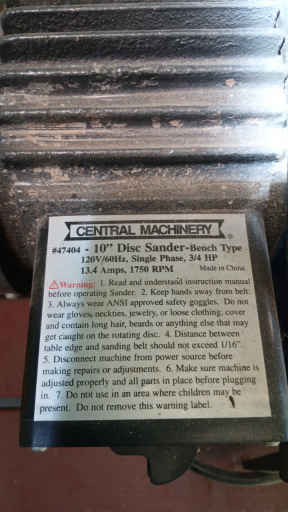 CENTRAL MACHINERY ®
#47404 - 10" Disc Sander-Bench Type
120V/60Hz, Single Phase, 3/4 HP
13.4 Amps, 1750 RPM Made in China
⚠Warning: 1. Read and understand instruction manual
before operating Sander. 2. Keep hands away from belt.
3. Always wear ANSI approved safety goggles. Do not
wear gloves, neckties, jewelry, or loose clothing; cover
and contain long hair, beards or anything else that may
get caught on the rotating disc. 4. Distance between
table edge and sanding belt should not exceed 1/16".
5. Disconnect machine from power source before
making repairs or adjustments. 6. Make sure machine is
adjusted properly and all parts in place before plugging
in. 7. Do not use in an area where children may be
present. Do not remove this warning label.